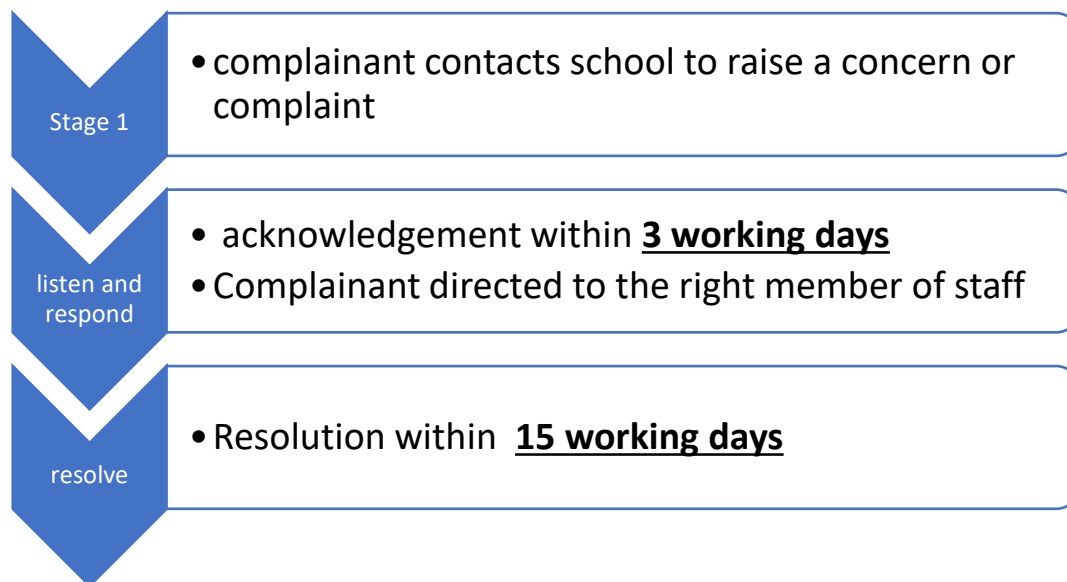 Stage 1
• complainant contacts school to raise a concern or
complaint
listen and
respond
• acknowledgement within 3 working days
• Complainant directed to the right member of staff
resolve
• Resolution within 15 working days